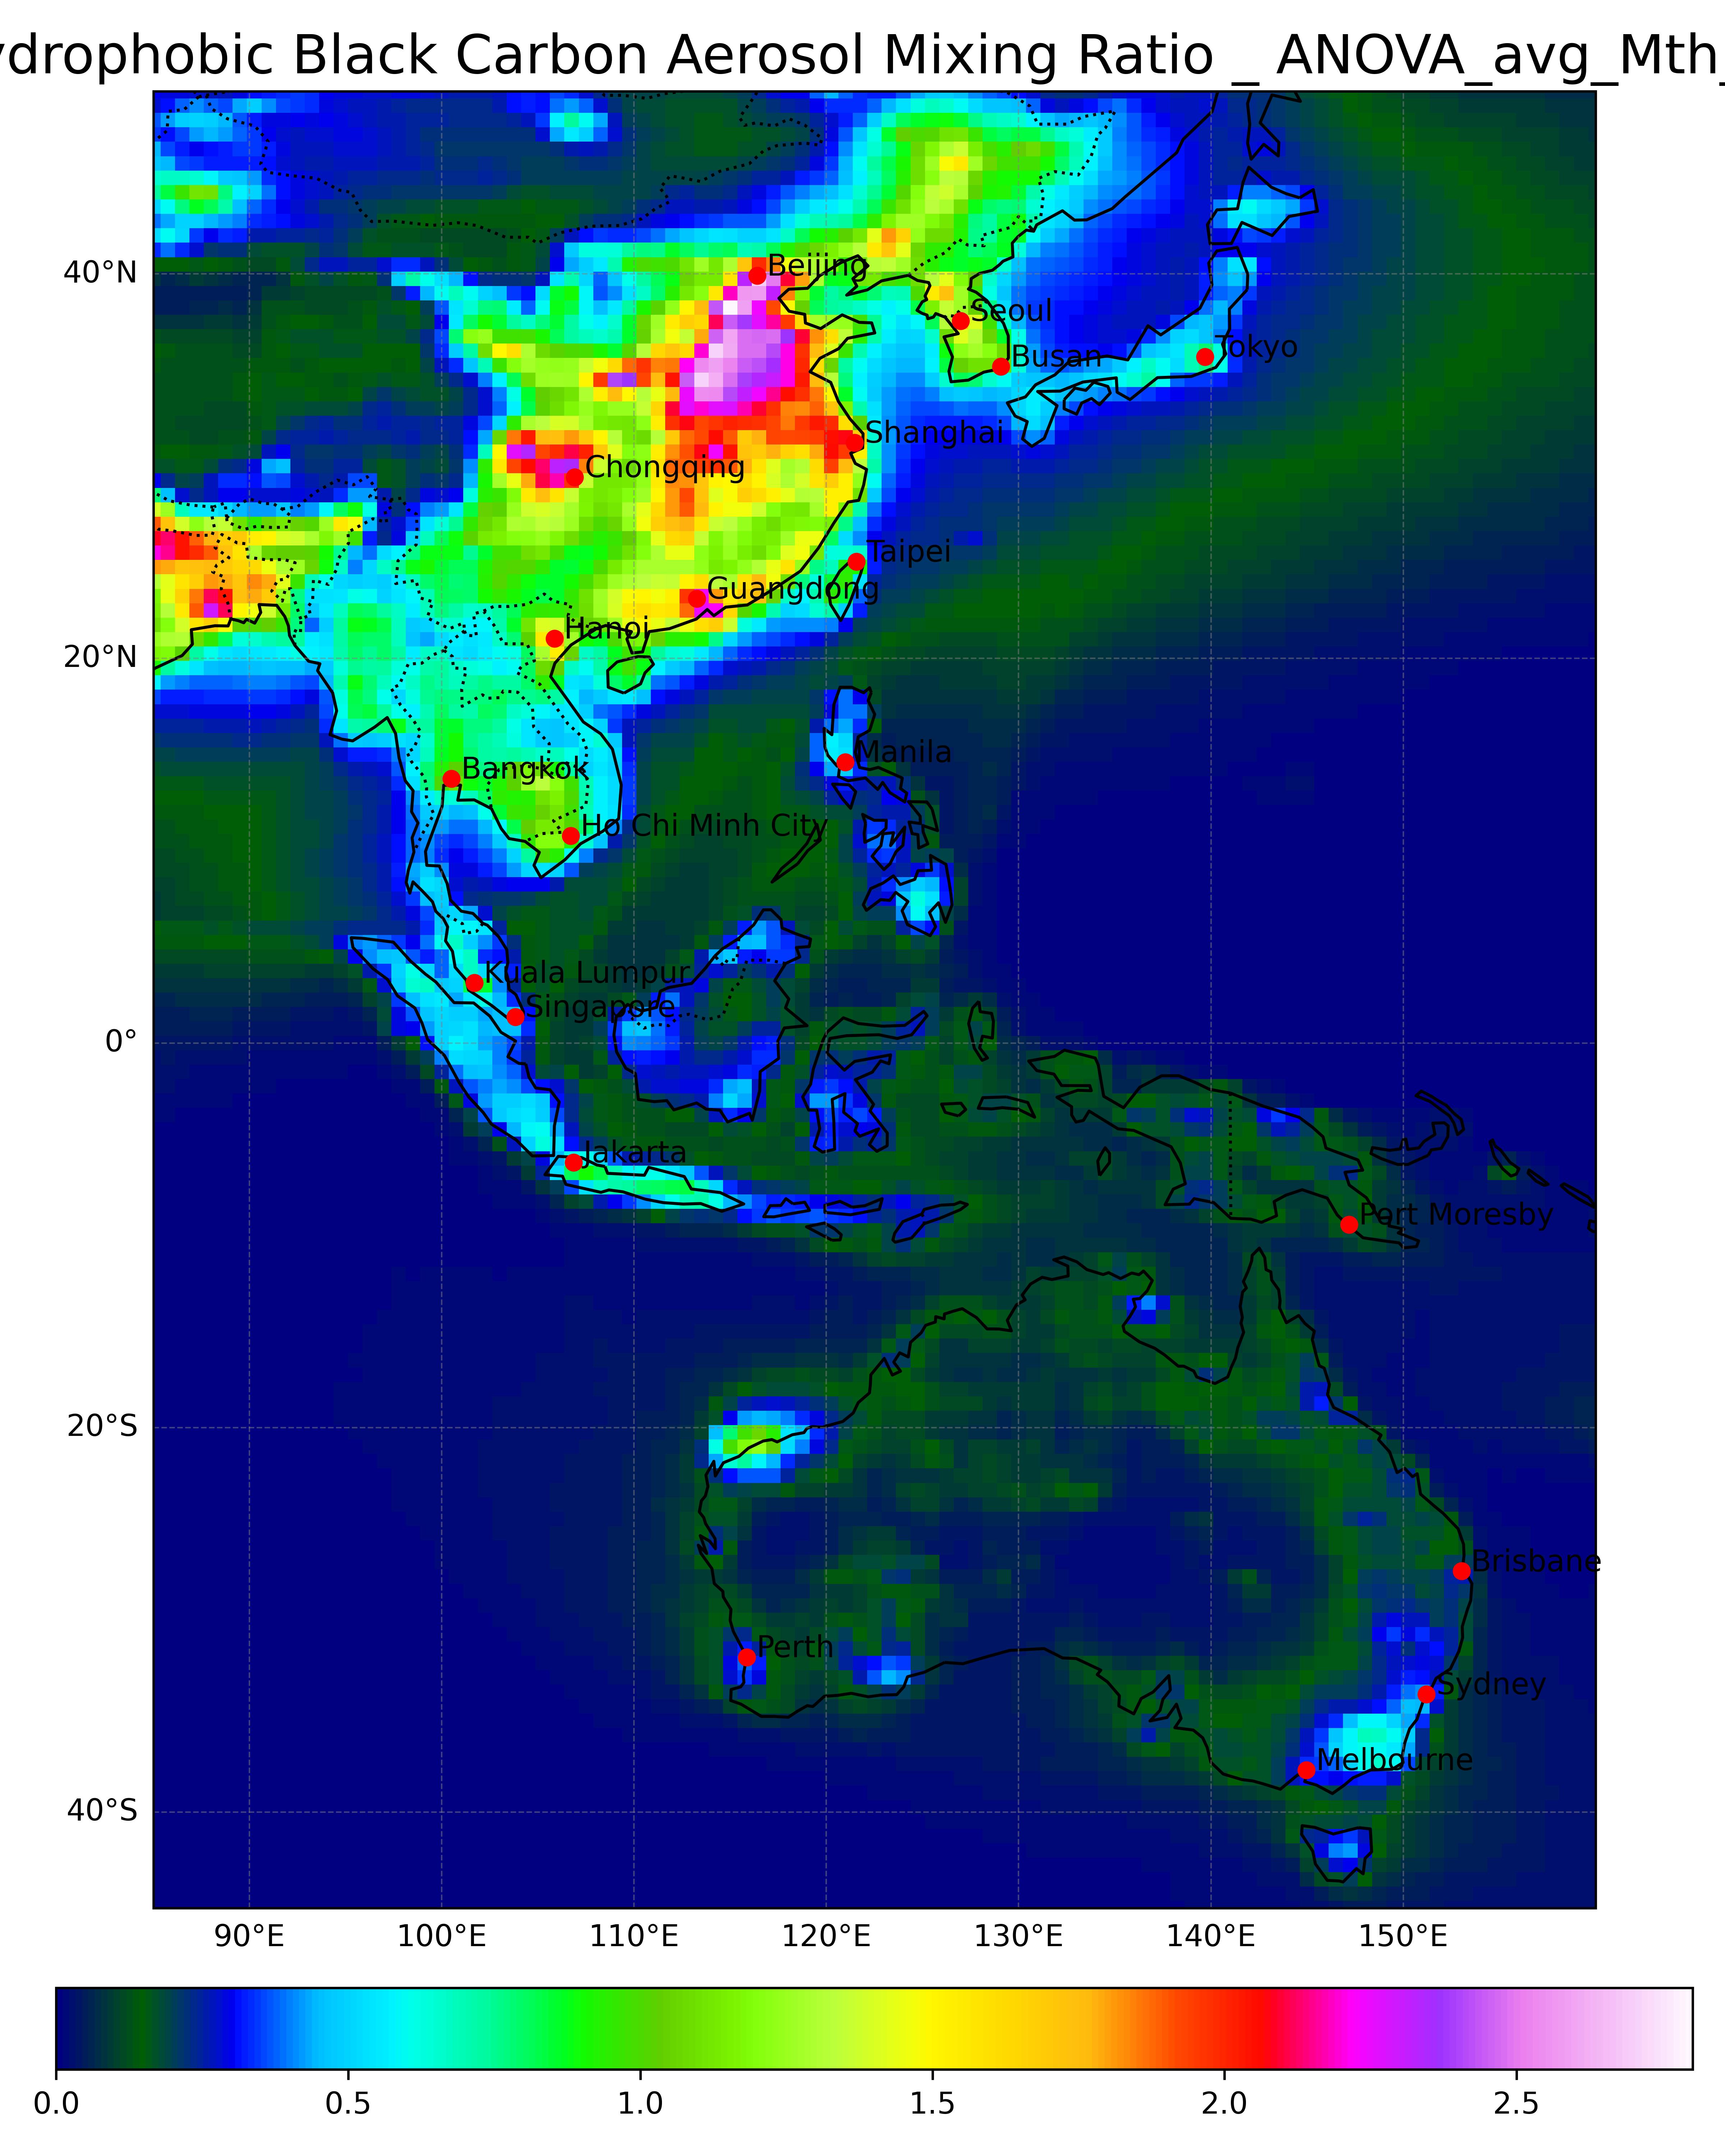 ydrophobic Black Carbon Aerosol Mixing Ratio _ ANOVA_avg_Mth_
40°N
20°N
0°
20°S
40°S
Beijing
Seoul
Busan
Tokyo
Shanghai
Chongqing
Taipei
Guangdong
Hanoi
Manila
Bangkok
Ho Chi Minh City
Kuala Lumpur
Singapore
Jakarta
Port Moresby
Brisbane
Perth
Sydney
Melbourne
90°E 100°E 110°E 120°E 130°E 140°E 150°E
0.0 0.5 1.0 1.5 2.0 2.5